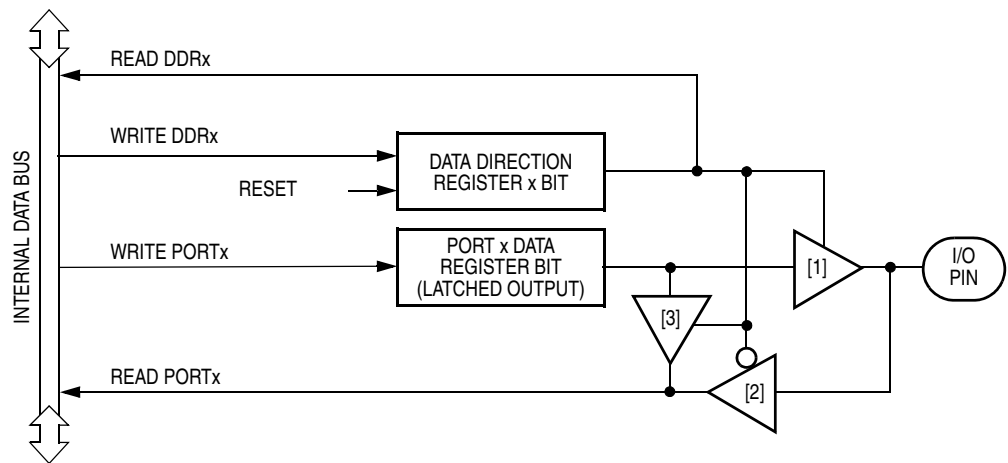 READ DDRx
WRITE DDRx
DATA DIRECTION
REGISTER x BIT
RESET
INTERNAL DATA BUS
WRITE PORTx
PORT x DATA
REGISTER BIT
(LATCHED OUTPUT)
[1]
I/O
PIN
[3]
READ PORTx
[2]